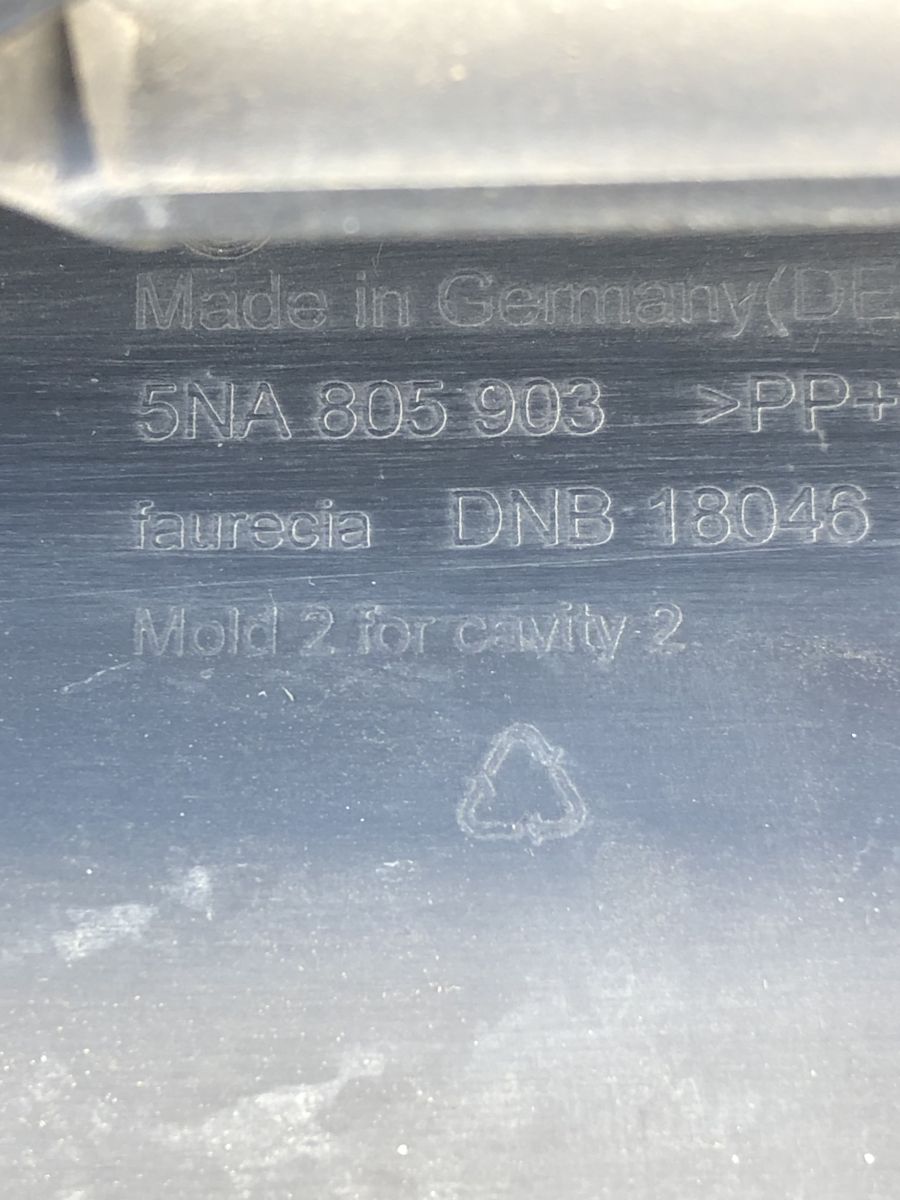 Made in Germany(DE
5NA 805 903 >PP+
faurecia DNB 18046
Mold 2 for cavity 2